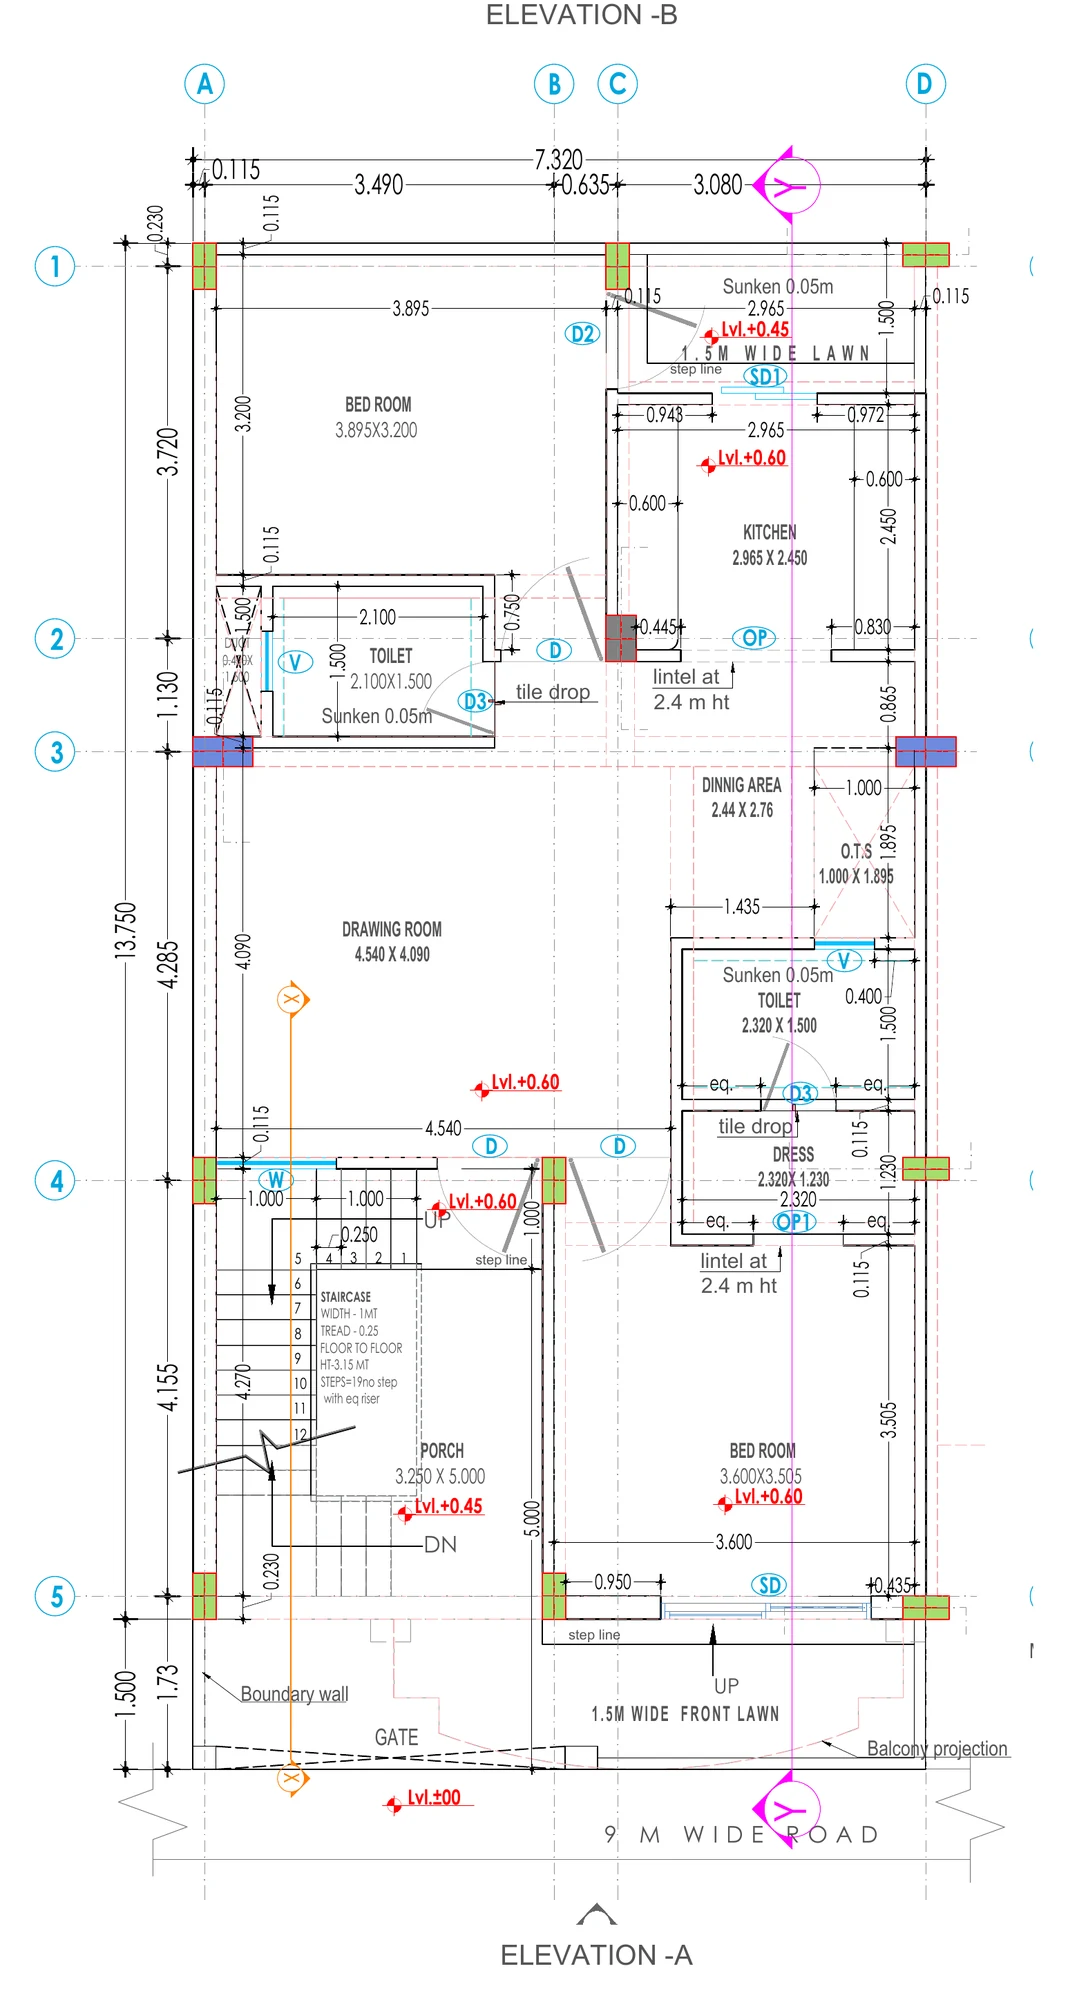 ELEVATION -B
A B C D
7.320
0.115
3.490
0.635
3.080
Y
0.230
0.115
1
Sunken 0.05m
3.895
0.115
2.965
0.115
D2
Lvl.+0.45
1.500
1.5M WIDE LAWN
step line
SD1
BED ROOM
3.895X3.200
3.200
0.943
0.972
2.965
3.720
Lvl.+0.60
0.600
0.600
2.450
KITCHEN
2.965 X 2.450
0.115
1.500
2.100
0.750
0.445
OP
0.830
2
V
TOILET
2.100X1.500
1.500
D
Sunken 0.05m
D3
tile drop
lintel at
2.4 m ht
0.865
1.130
0.115
3
DINNIG AREA
2.44 X 2.76
1.000
O.T.S
1.000 X 1.895
1.895
1.435
13.750
4.285
DRAWING ROOM
4.540 X 4.090
4.090
V
Sunken 0.05m
TOILET
2.320 X 1.500
0.400
1.500
X
Lvl.+0.60
eq.
D3
eq.
tile drop
0.115
4.540
0.115
D
D
DRESS
2.320X 1.230
1.230
2.320
4
W
1.000
1.000
Lvl.+0.60
UP
1.000
eq.
OP1
eq.
0.250
step line
lintel at
2.4 m ht
0.115
5 4 3 2 1
6
7
8
9
10
11
12
STAIRCASE
WIDTH - 1MT
TREAD - 0.25
FLOOR TO FLOOR
HT-3.15 MT
STEPS=19no step
with eq riser
4.155
4.270
3.505
PORCH
3.250 X 5.000
BED ROOM
3.600X3.505
Lvl.+0.45
Lvl.+0.60
5.000
DN
3.600
0.230
5
0.950
SD
0.435
step line
UP
1.500
1.73
Boundary wall
1.5M WIDE FRONT LAWN
GATE
Balcony projection
X
Lvl.±00
Y
9 M WIDE ROAD
ELEVATION -A